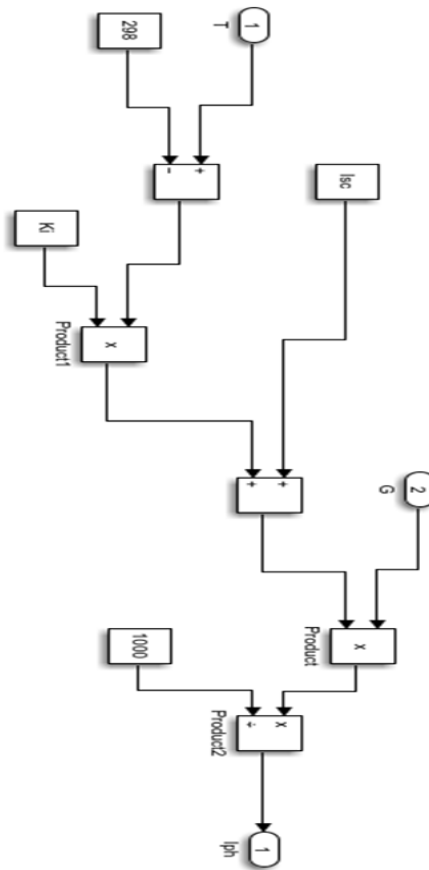 1
T
298
+
-
Isc
Ki
x
Product1
+
+
2
G
x
Product
1000
x
÷
Product2
1
Iph